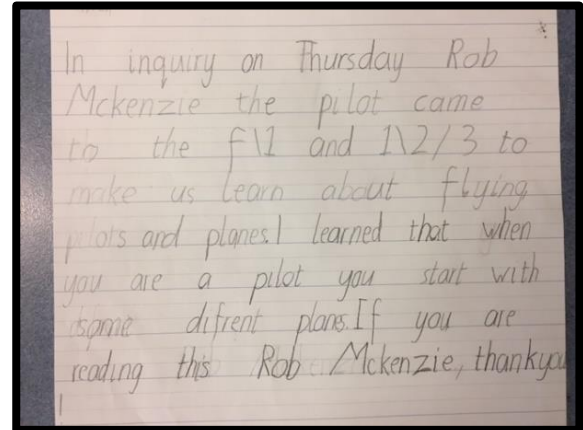 In inquiry on Thursday Rob
Mckenzie the pilot came
to the f\1 and 1\2/3 to
make us learn about flying
pilots and planes.I learned that when
you are a pilot you start with
some difrent plans.If you are
reading this Rob Mckenzie, thankyou